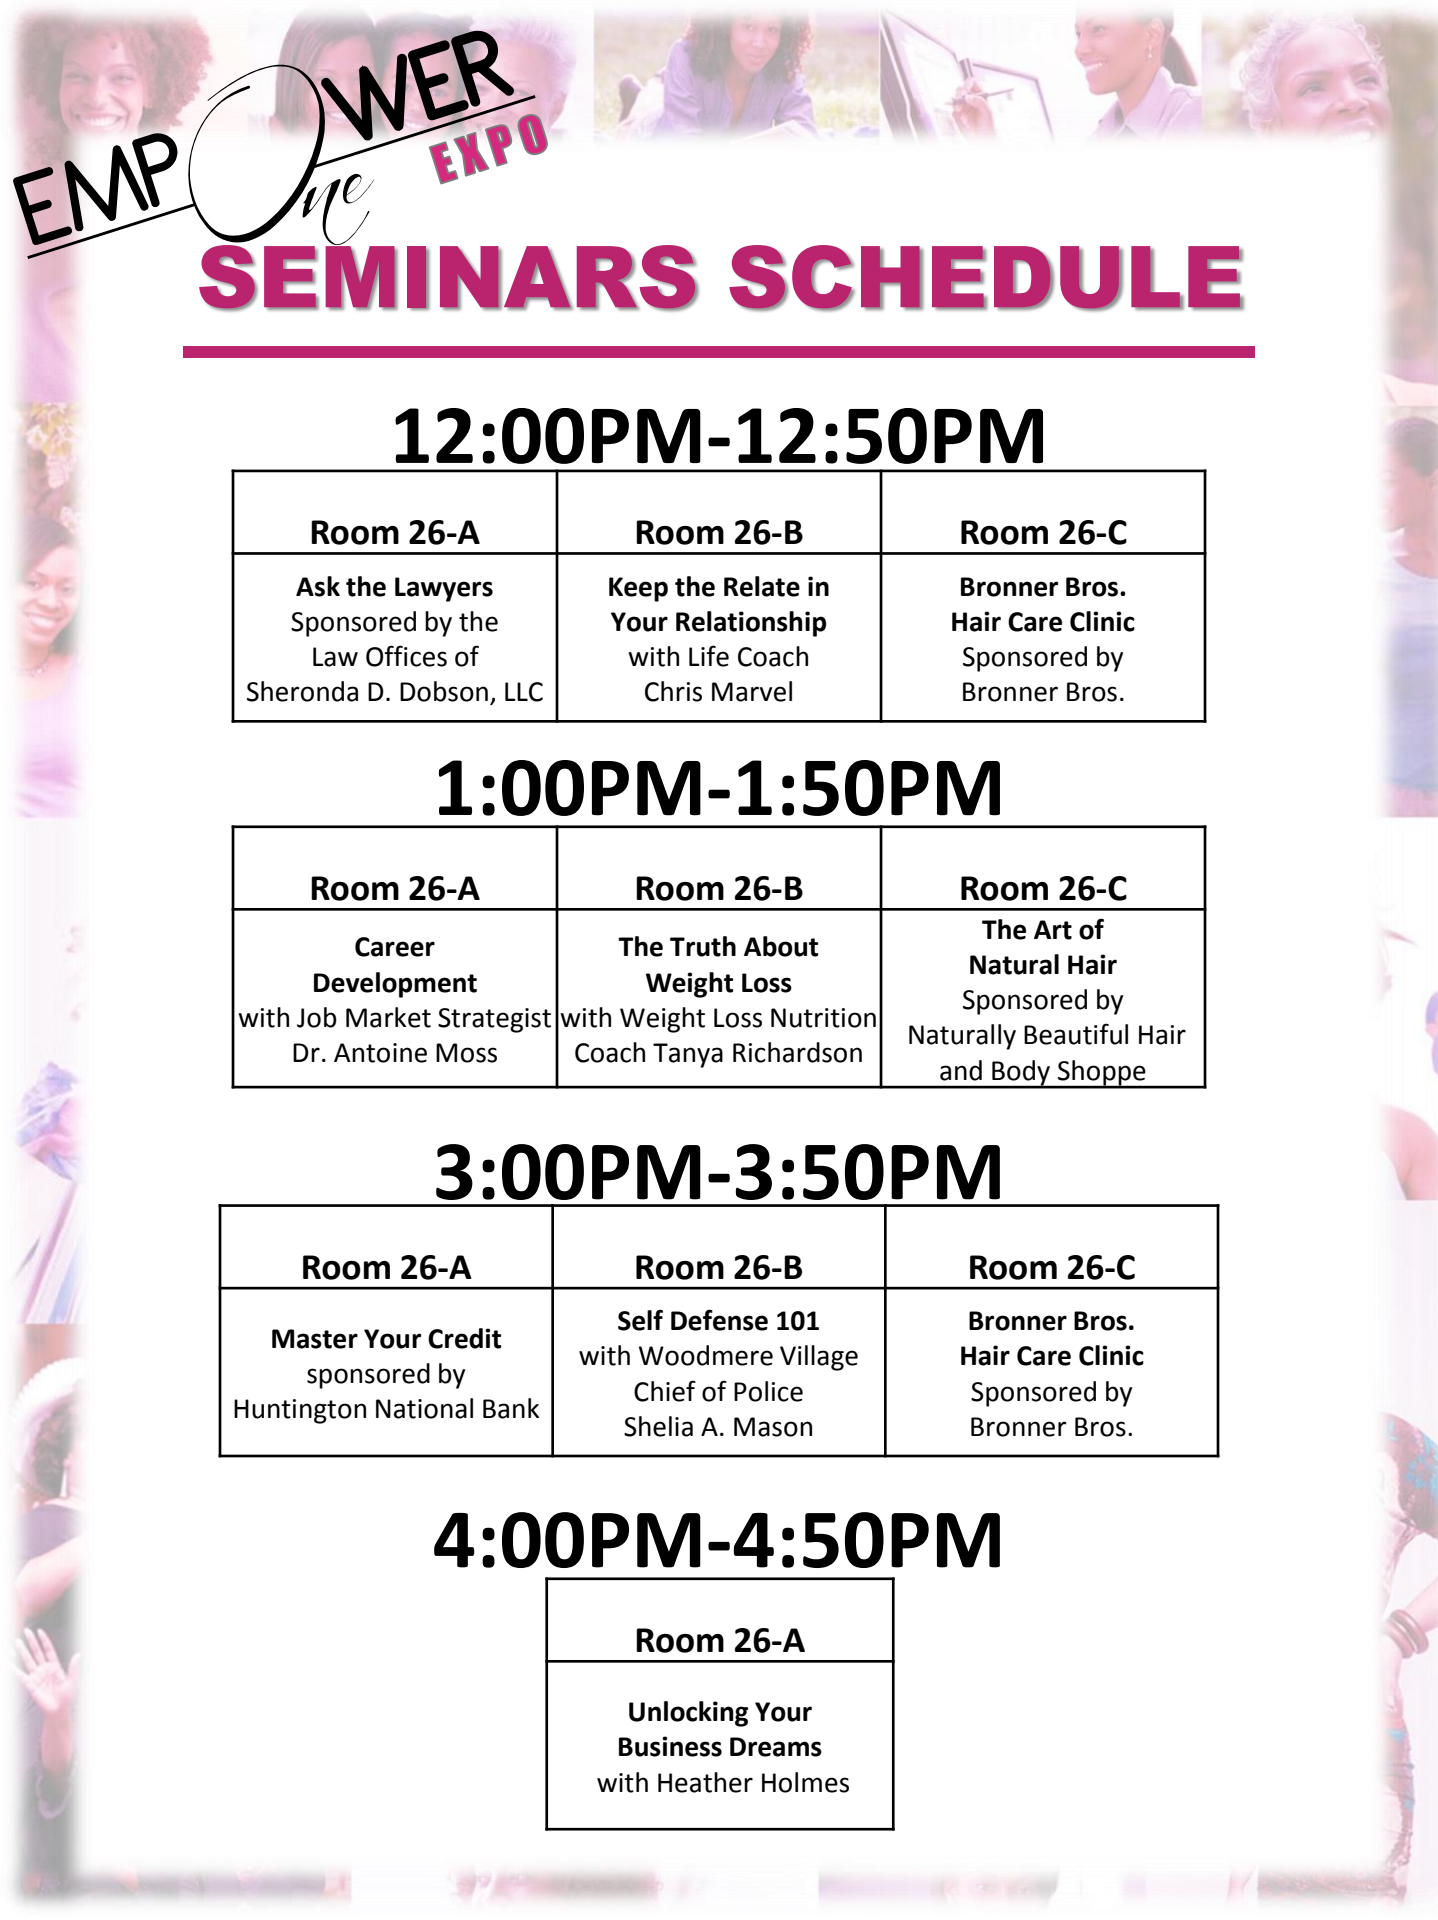 EMPOWER
One
EXPO
SEMINARS SCHEDULE
12:00PM-12:50PM
Room 26-A
Room 26-B
Room 26-C
Ask the Lawyers
Sponsored by the
Law Offices of
Sheronda D. Dobson, LLC
Keep the Relate in
Your Relationship
with Life Coach
Chris Marvel
Bronner Bros.
Hair Care Clinic
Sponsored by
Bronner Bros.
1:00PM-1:50PM
Room 26-A
Room 26-B
Room 26-C
Career
Development
with Job Market Strategist
Dr. Antoine Moss
The Truth About
Weight Loss
with Weight Loss Nutrition
Coach Tanya Richardson
The Art of
Natural Hair
Sponsored by
Naturally Beautiful Hair
and Body Shoppe
3:00PM-3:50PM
Room 26-A
Room 26-B
Room 26-C
Master Your Credit
sponsored by
Huntington National Bank
Self Defense 101
with Woodmere Village
Chief of Police
Shelia A. Mason
Bronner Bros.
Hair Care Clinic
Sponsored by
Bronner Bros.
4:00PM-4:50PM
Room 26-A
Unlocking Your
Business Dreams
with Heather Holmes